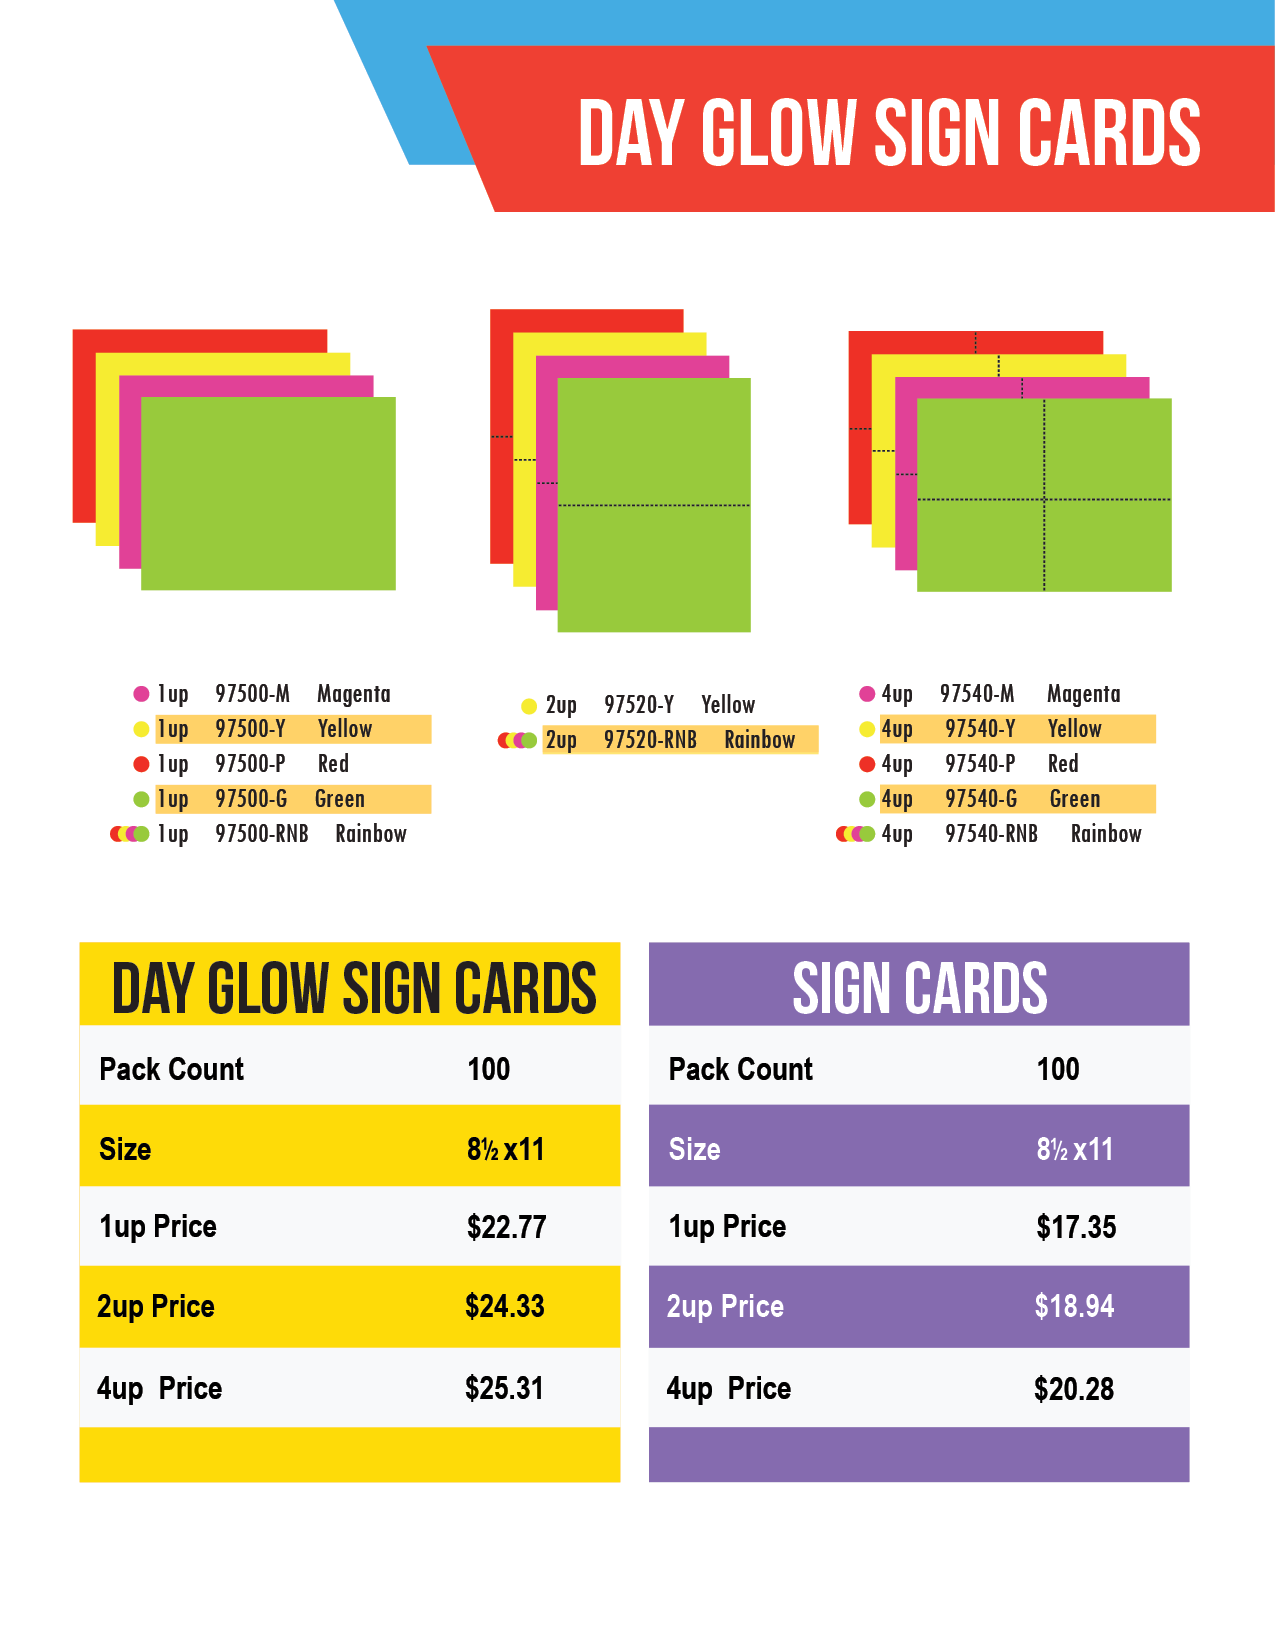 DAY GLOW SIGN CARDS
1up 97500-M Magenta
1up 97500-Y Yellow
1up 97500-P Red
1up 97500-G Green
1up 97500-RNB Rainbow
2up 97520-Y Yellow
2up 97520-RNB Rainbow
4up 97540-M Magenta
4up 97540-Y Yellow
4up 97540-P Red
4up 97540-G Green
4up 97540-RNB Rainbow
DAY GLOW SIGN CARDS
Pack Count 100
Size 8½ x11
1up Price $22.77
2up Price $24.33
4up Price $25.31
SIGN CARDS
Pack Count 100
Size 8½ x11
1up Price $17.35
2up Price $18.94
4up Price $20.28